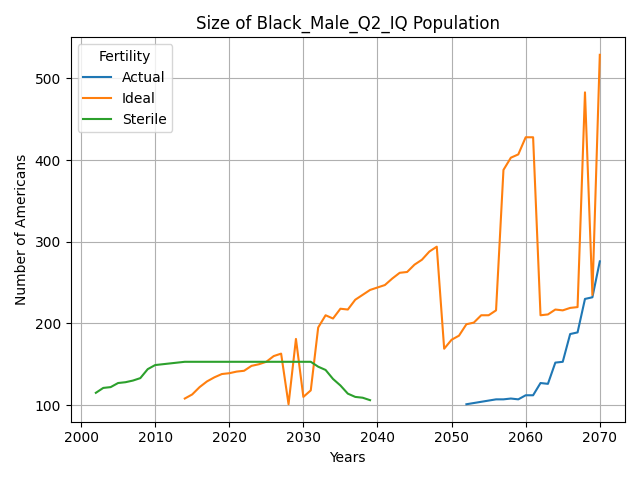 Size of Black_Male_Q2_IQ Population
Fertility
Actual
Ideal
Sterile
Number of Americans
500
400
300
200
100
2000 2010 2020 2030 2040 2050 2060 2070
Years